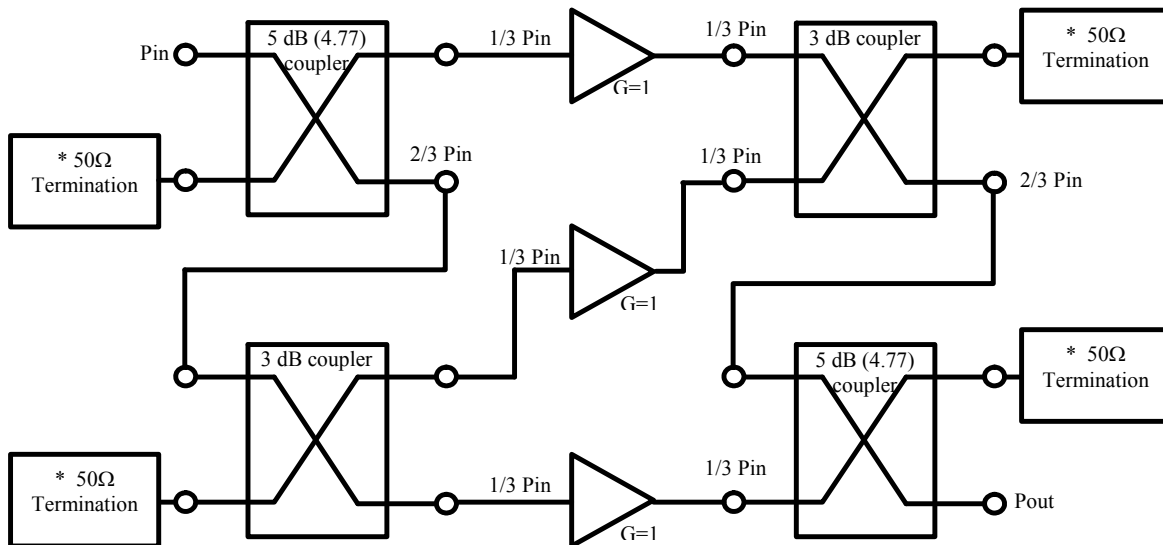 5 dB (4.77)
coupler
Pin
1/3 Pin
G=1
1/3 Pin
3 dB coupler
* 50Ω
Termination
* 50Ω
Termination
2/3 Pin
1/3 Pin
2/3 Pin
1/3 Pin
G=1
3 dB coupler
5 dB (4.77)
coupler
* 50Ω
Termination
* 50Ω
Termination
1/3 Pin
G=1
1/3 Pin
Pout